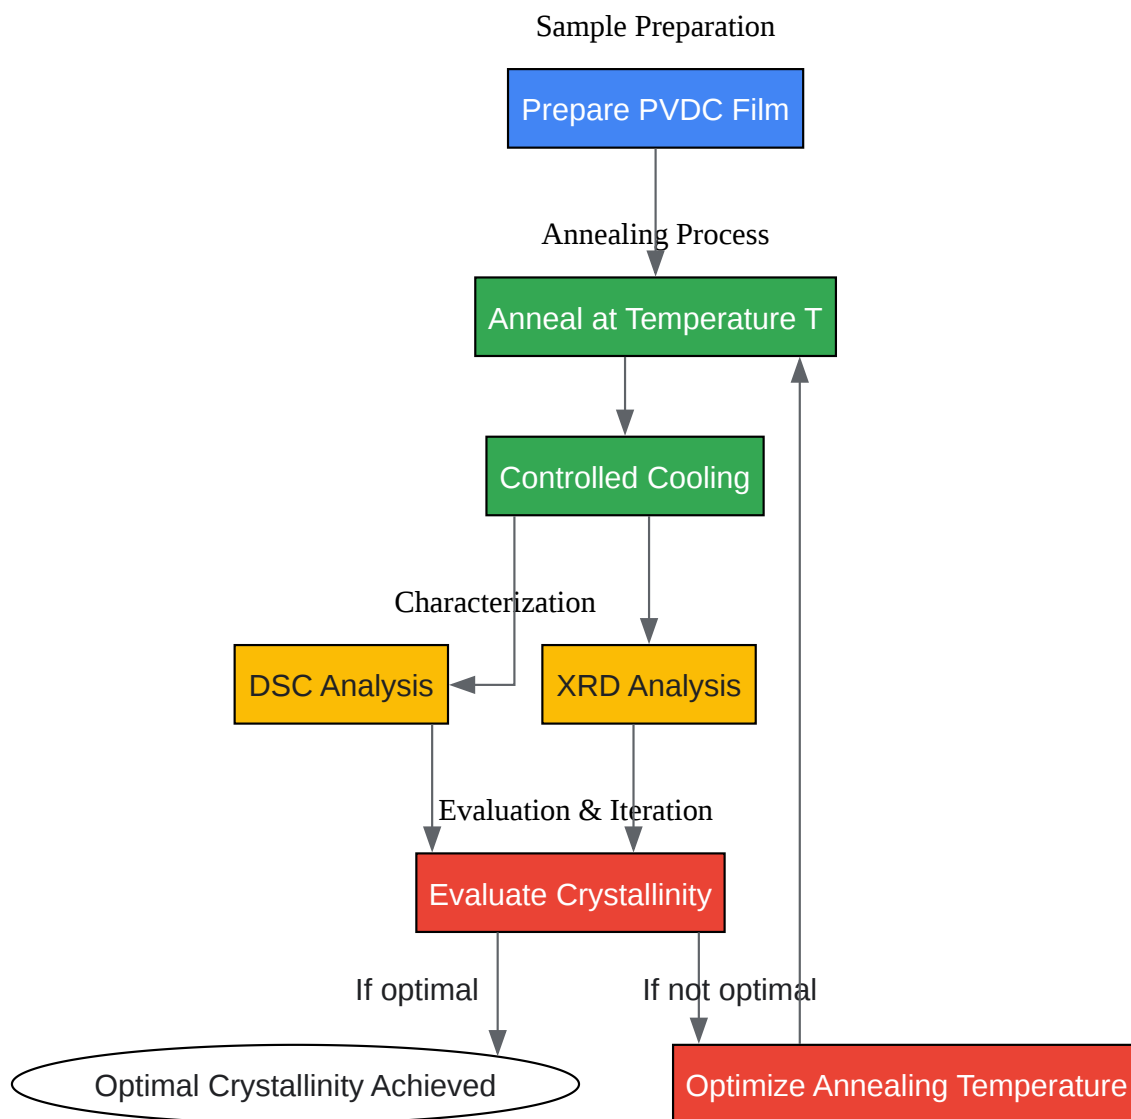 Sample Preparation
Prepare PVDC Film
Annealing Process
Anneal at Temperature T
Controlled Cooling
Characterization
DSC Analysis
XRD Analysis
Evaluation & Iteration
Evaluate Crystallinity
If optimal
If not optimal
Optimal Crystallinity Achieved
Optimize Annealing Temperature